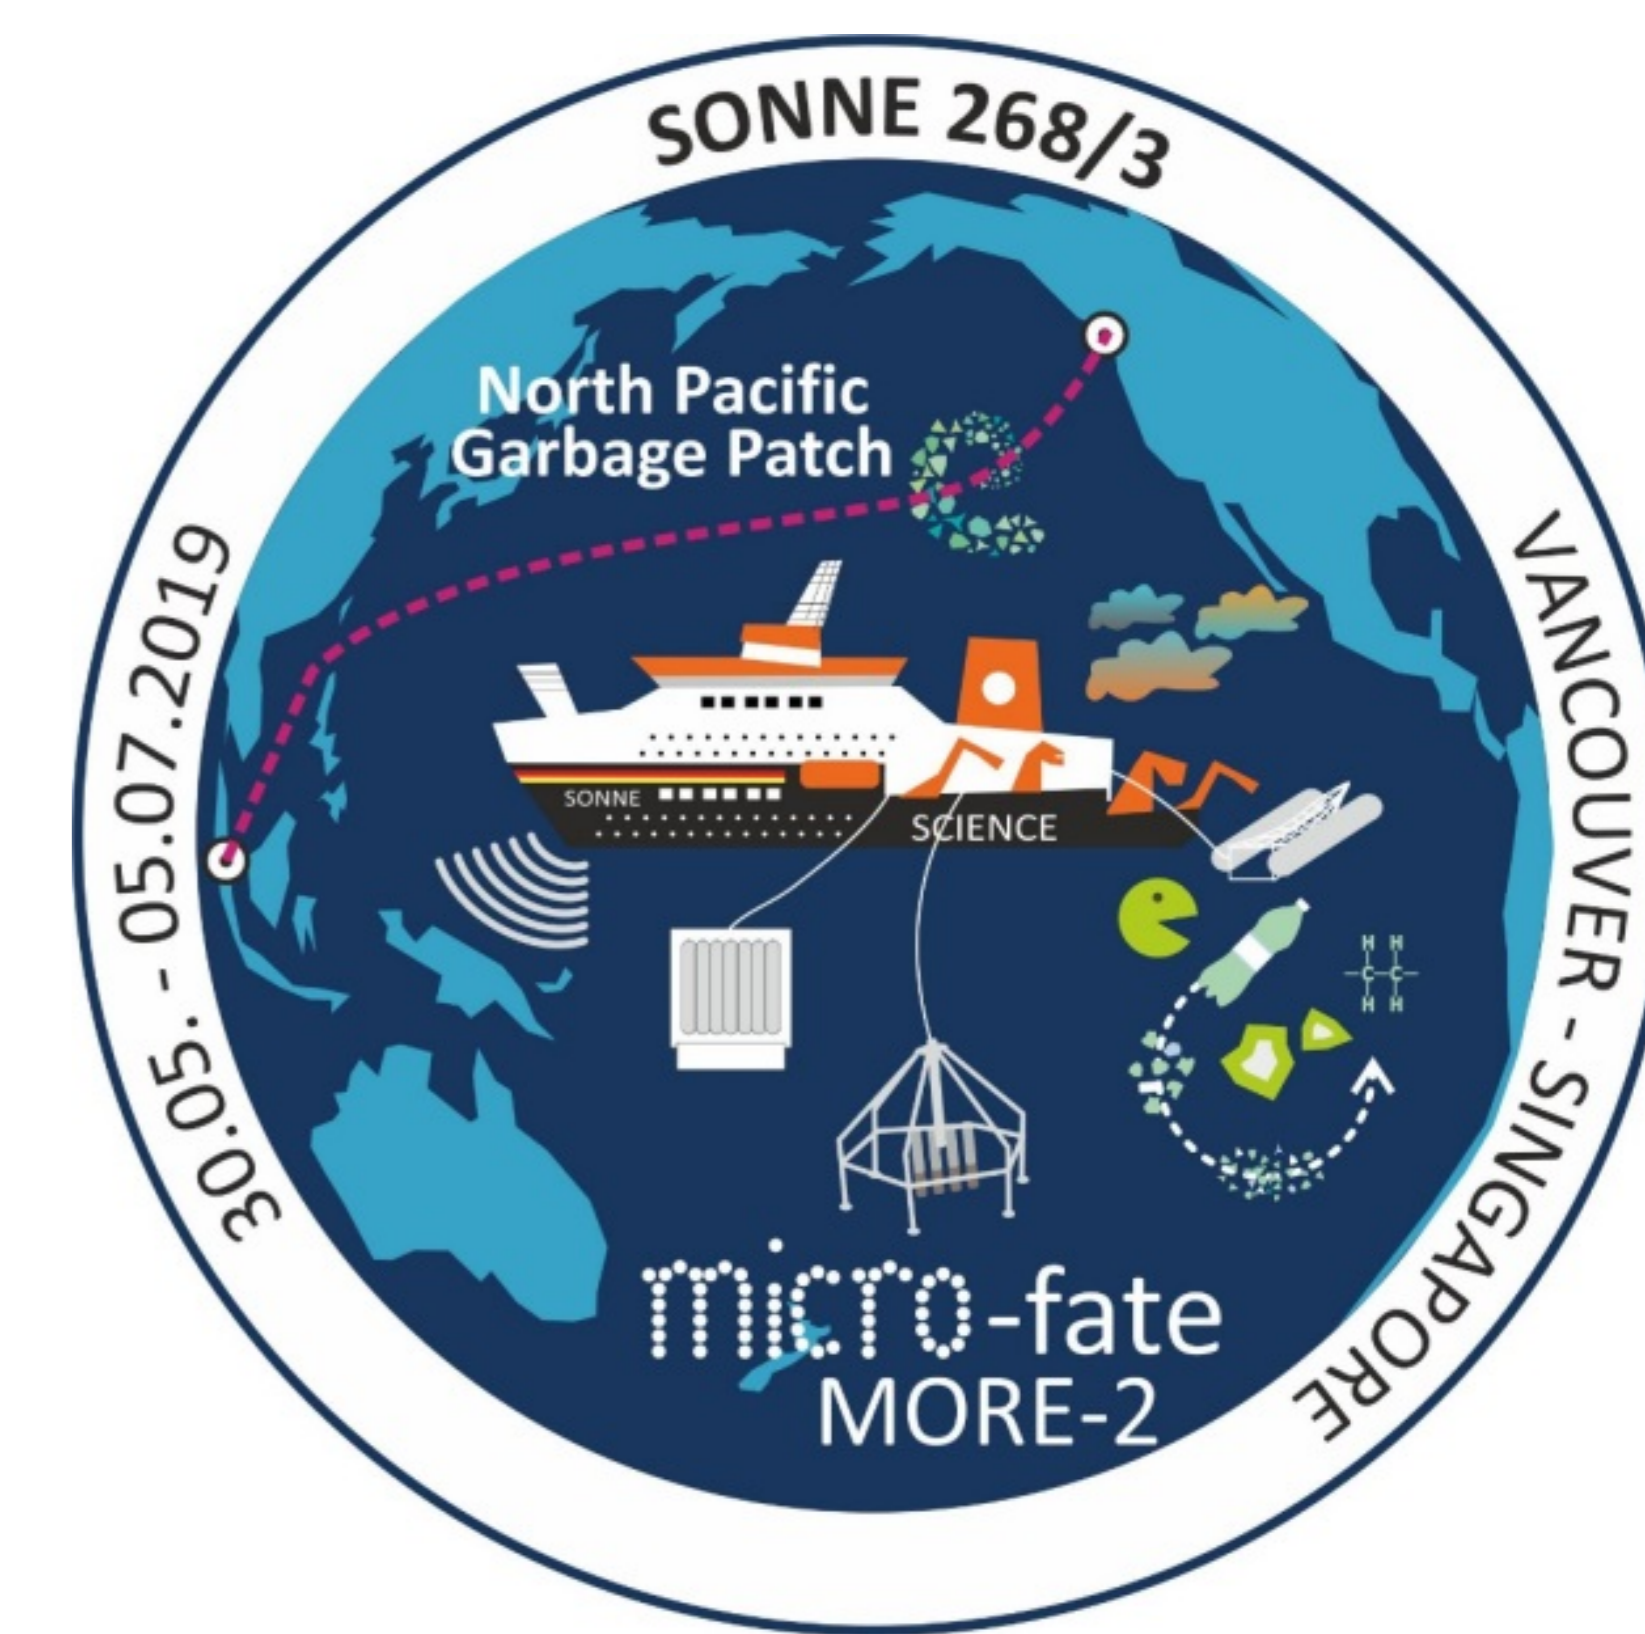 SONNE 268/3
30.05. - 05.07.2019
VANCOUVER - SINGAPORE
North Pacific
Garbage Patch
SONNE
SCIENCE
H H
-C-C-
H H
micro-fate
MORE-2